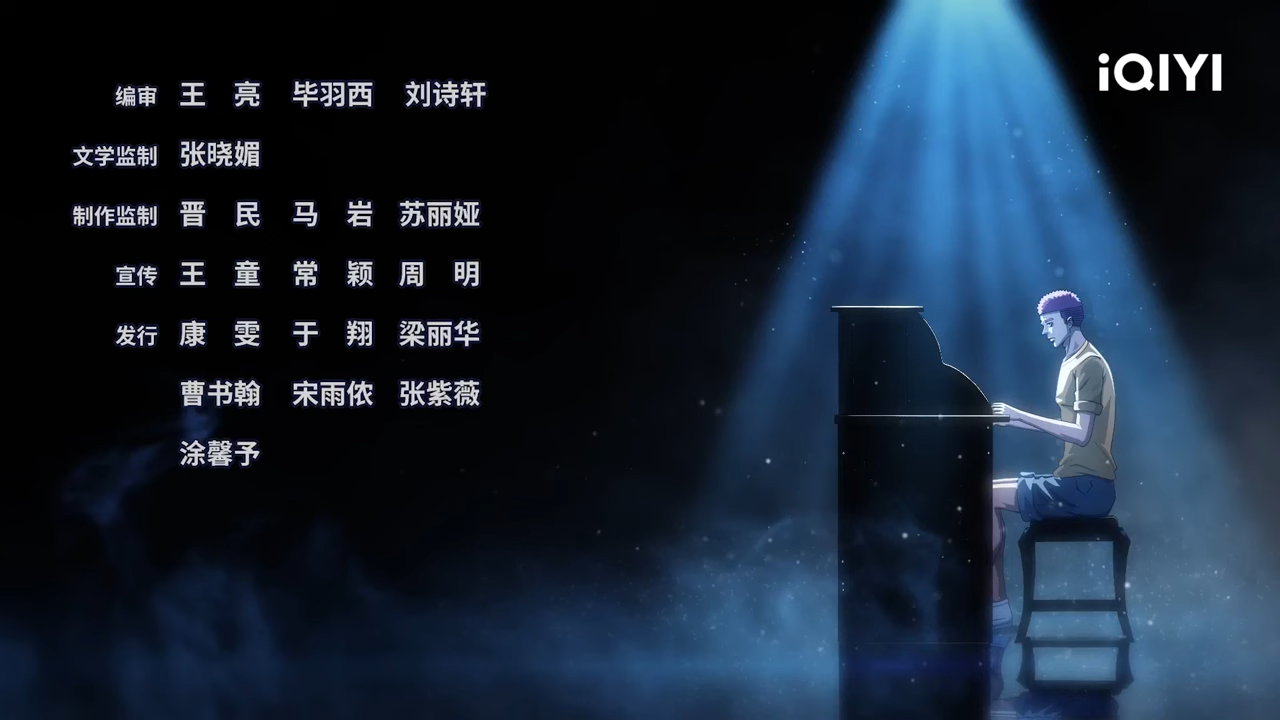 iQIYI
编审 王 亮 毕羽西 刘诗轩
文学监制 张晓媚
制作监制 晋 民 马 岩 苏丽娅
宣传 王 童 常 颖 周 明
发行 康 雯 于 翔 梁丽华
曹书翰 宋雨侬 张紫薇
涂馨予